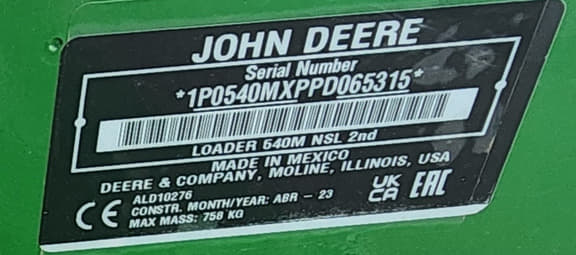 JOHN DEERE
Serial Number
*1P0540MXPPD065315*
LOADER 540M NSL 2nd
MADE IN MEXICO
DEERE & COMPANY, MOLINE, ILLINOIS, USA
ALD10276
CONSTR. MONTH/YEAR: ABR - 23
MAX MASS: 758 KG
CE
UK
CA
EAC